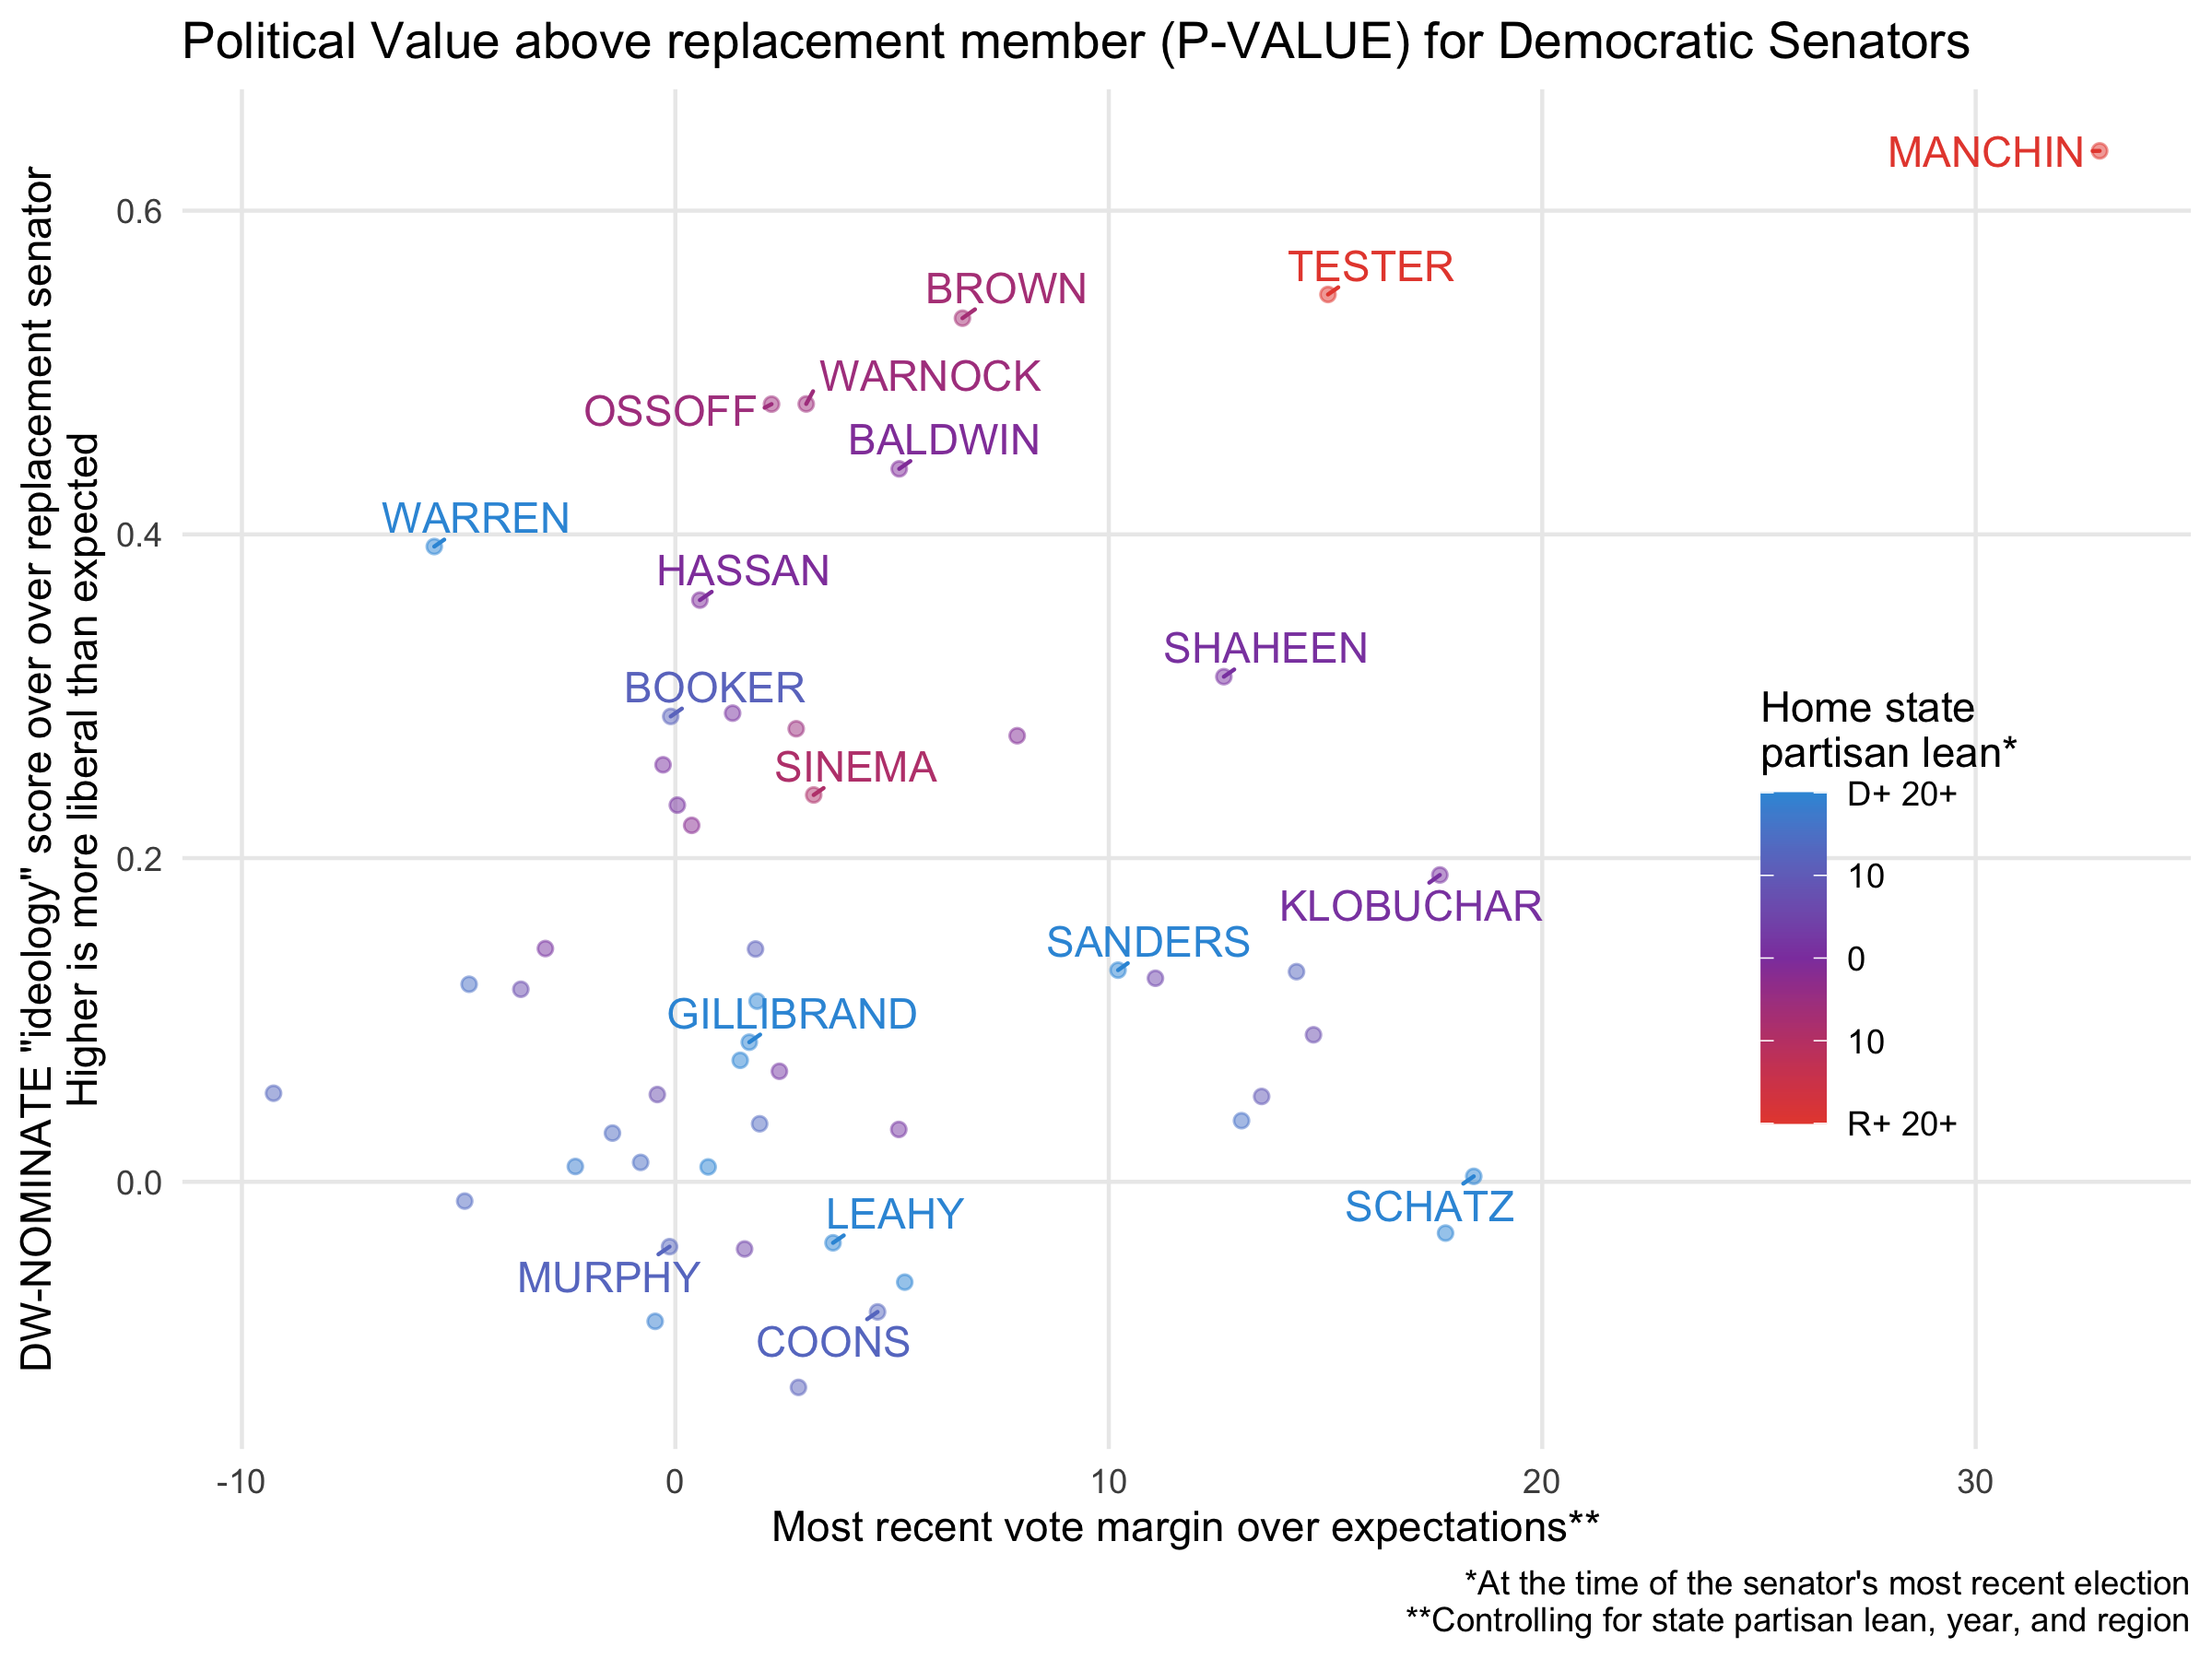 Political Value above replacement member (P-VALUE) for Democratic Senators
DW-NOMINATE "ideology" score over over replacement senator
Higher is more liberal than expected
0.6
0.4
0.2
0.0
MANCHIN
TESTER
BROWN
WARNOCK
OSSOFF
BALDWIN
WARREN
HASSAN
SHAHEEN
BOOKER
SINEMA
KLOBUCHAR
SANDERS
GILLIBRAND
SCHATZ
LEAHY
MURPHY
COONS
Home state
partisan lean*
D+ 20+
10
0
10
R+ 20+
-10
0
10
20
30
Most recent vote margin over expectations**
*At the time of the senator's most recent election
**Controlling for state partisan lean, year, and region